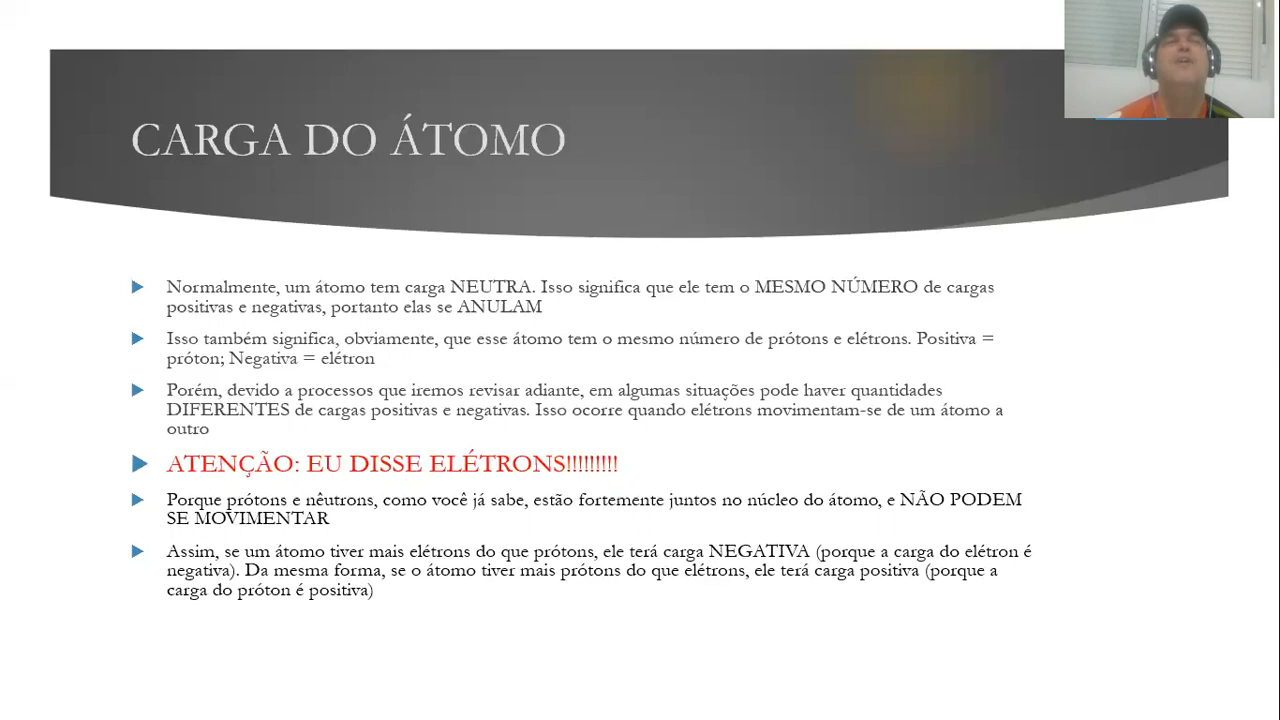 CARGA DO ÁTOMO
Normalmente, um átomo tem carga NEUTRA. Isso significa que ele tem o MESMO NÚMERO de cargas
positivas e negativas, portanto elas se ANULAM
Isso também significa, obviamente, que esse átomo tem o mesmo número de prótons e elétrons. Positiva =
próton; Negativa = elétron
Porém, devido a processos que iremos revisar adiante, em algumas situações pode haver quantidades
DIFERENTES de cargas positivas e negativas. Isso ocorre quando elétrons movimentam-se de um átomo a
outro
ATENÇÃO: EU DISSE ELÉTRONS!!!!!!!!!
Porque prótons e nêutrons, como você já sabe, estão fortemente juntos no núcleo do átomo, e NÃO PODEM
SE MOVIMENTAR
Assim, se um átomo tiver mais elétrons do que prótons, ele terá carga NEGATIVA (porque a carga do elétron é
negativa). Da mesma forma, se o átomo tiver mais prótons do que elétrons, ele terá carga positiva (porque a
carga do próton é positiva)